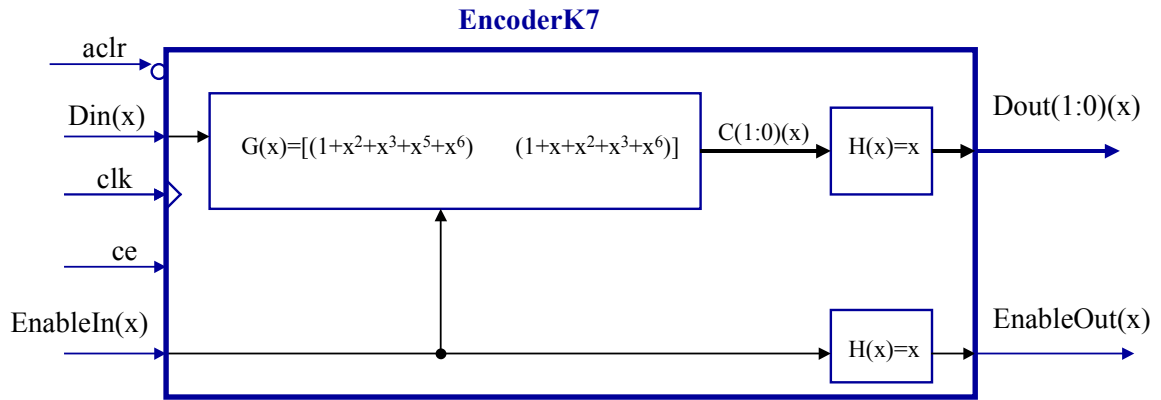 EncoderK7
aclr
Din(x)
clk
ce
EnableIn(x)
G(x)=[(1+x²+x³+x⁵+x⁶) (1+x+x²+x³+x⁶)]
C(1:0)(x)
H(x)=x
Dout(1:0)(x)
H(x)=x
EnableOut(x)